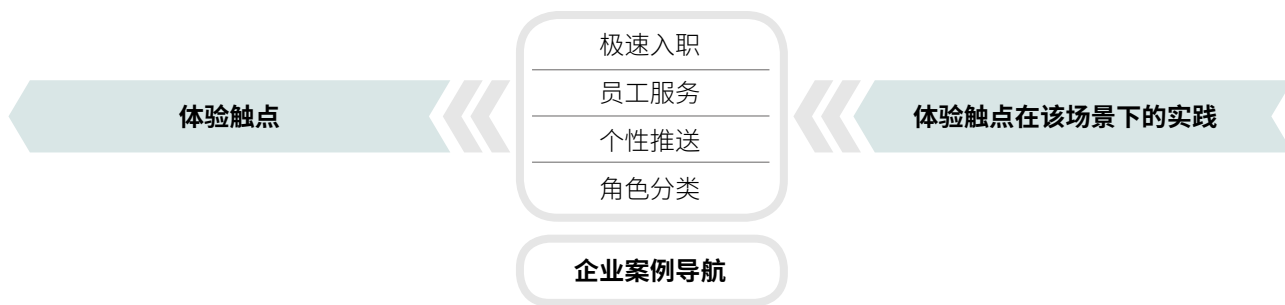 极速入职
员工服务
体验触点
体验触点在该场景下的实践
个性推送
角色分类
企业案例导航